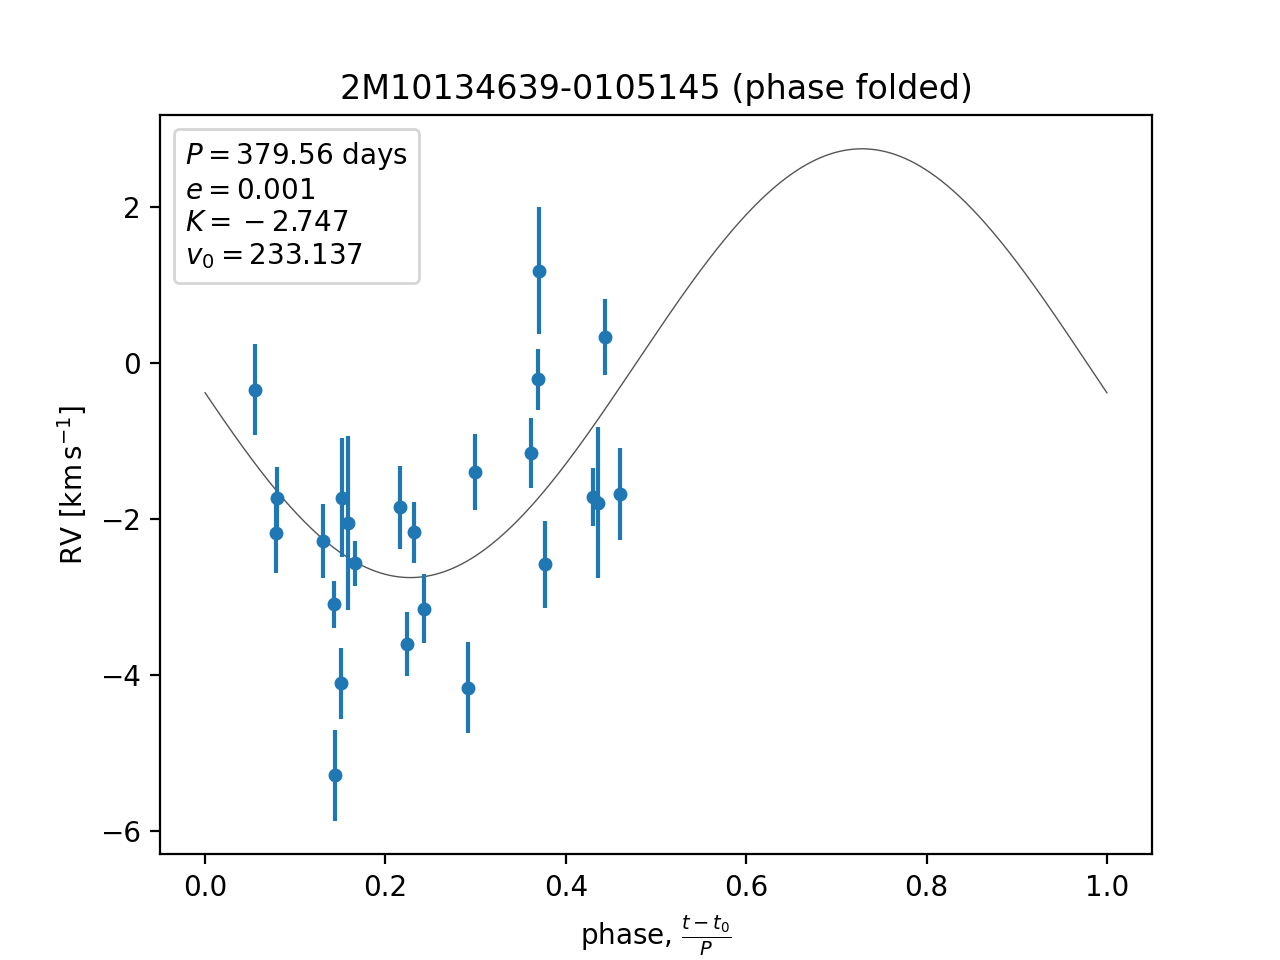 2M10134639-0105145 (phase folded)
P = 379.56 days
e = 0.001
K = −2.747
v₀ = 233.137
2
0
−2
−4
−6
RV [km s⁻¹]
0.0 0.2 0.4 0.6 0.8 1.0
phase, (t − t₀)/P